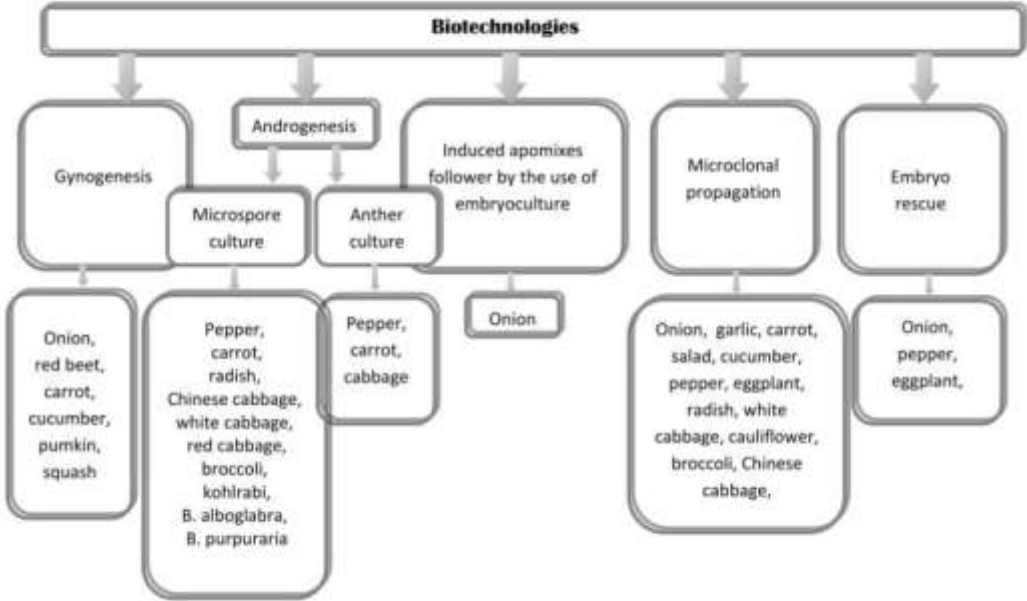 Biotechnologies
Gynogenesis
Androgenesis
Microspore
culture
Anther
culture
Induced apomixes
follower by the use of
embryoculture
Microclonal
propagation
Embryo
rescue
Onion,
red beet,
carrot,
cucumber,
pumkin,
squash
Pepper,
carrot,
radish,
Chinese cabbage,
white cabbage,
red cabbage,
broccoli,
kohlrabi,
B. alboglabra,
B. purpuraria
Pepper,
carrot,
cabbage
Onion
Onion, garlic, carrot,
salad, cucumber,
pepper, eggplant,
radish, white
cabbage, cauliflower,
broccoli, Chinese
cabbage,
Onion,
pepper,
eggplant,